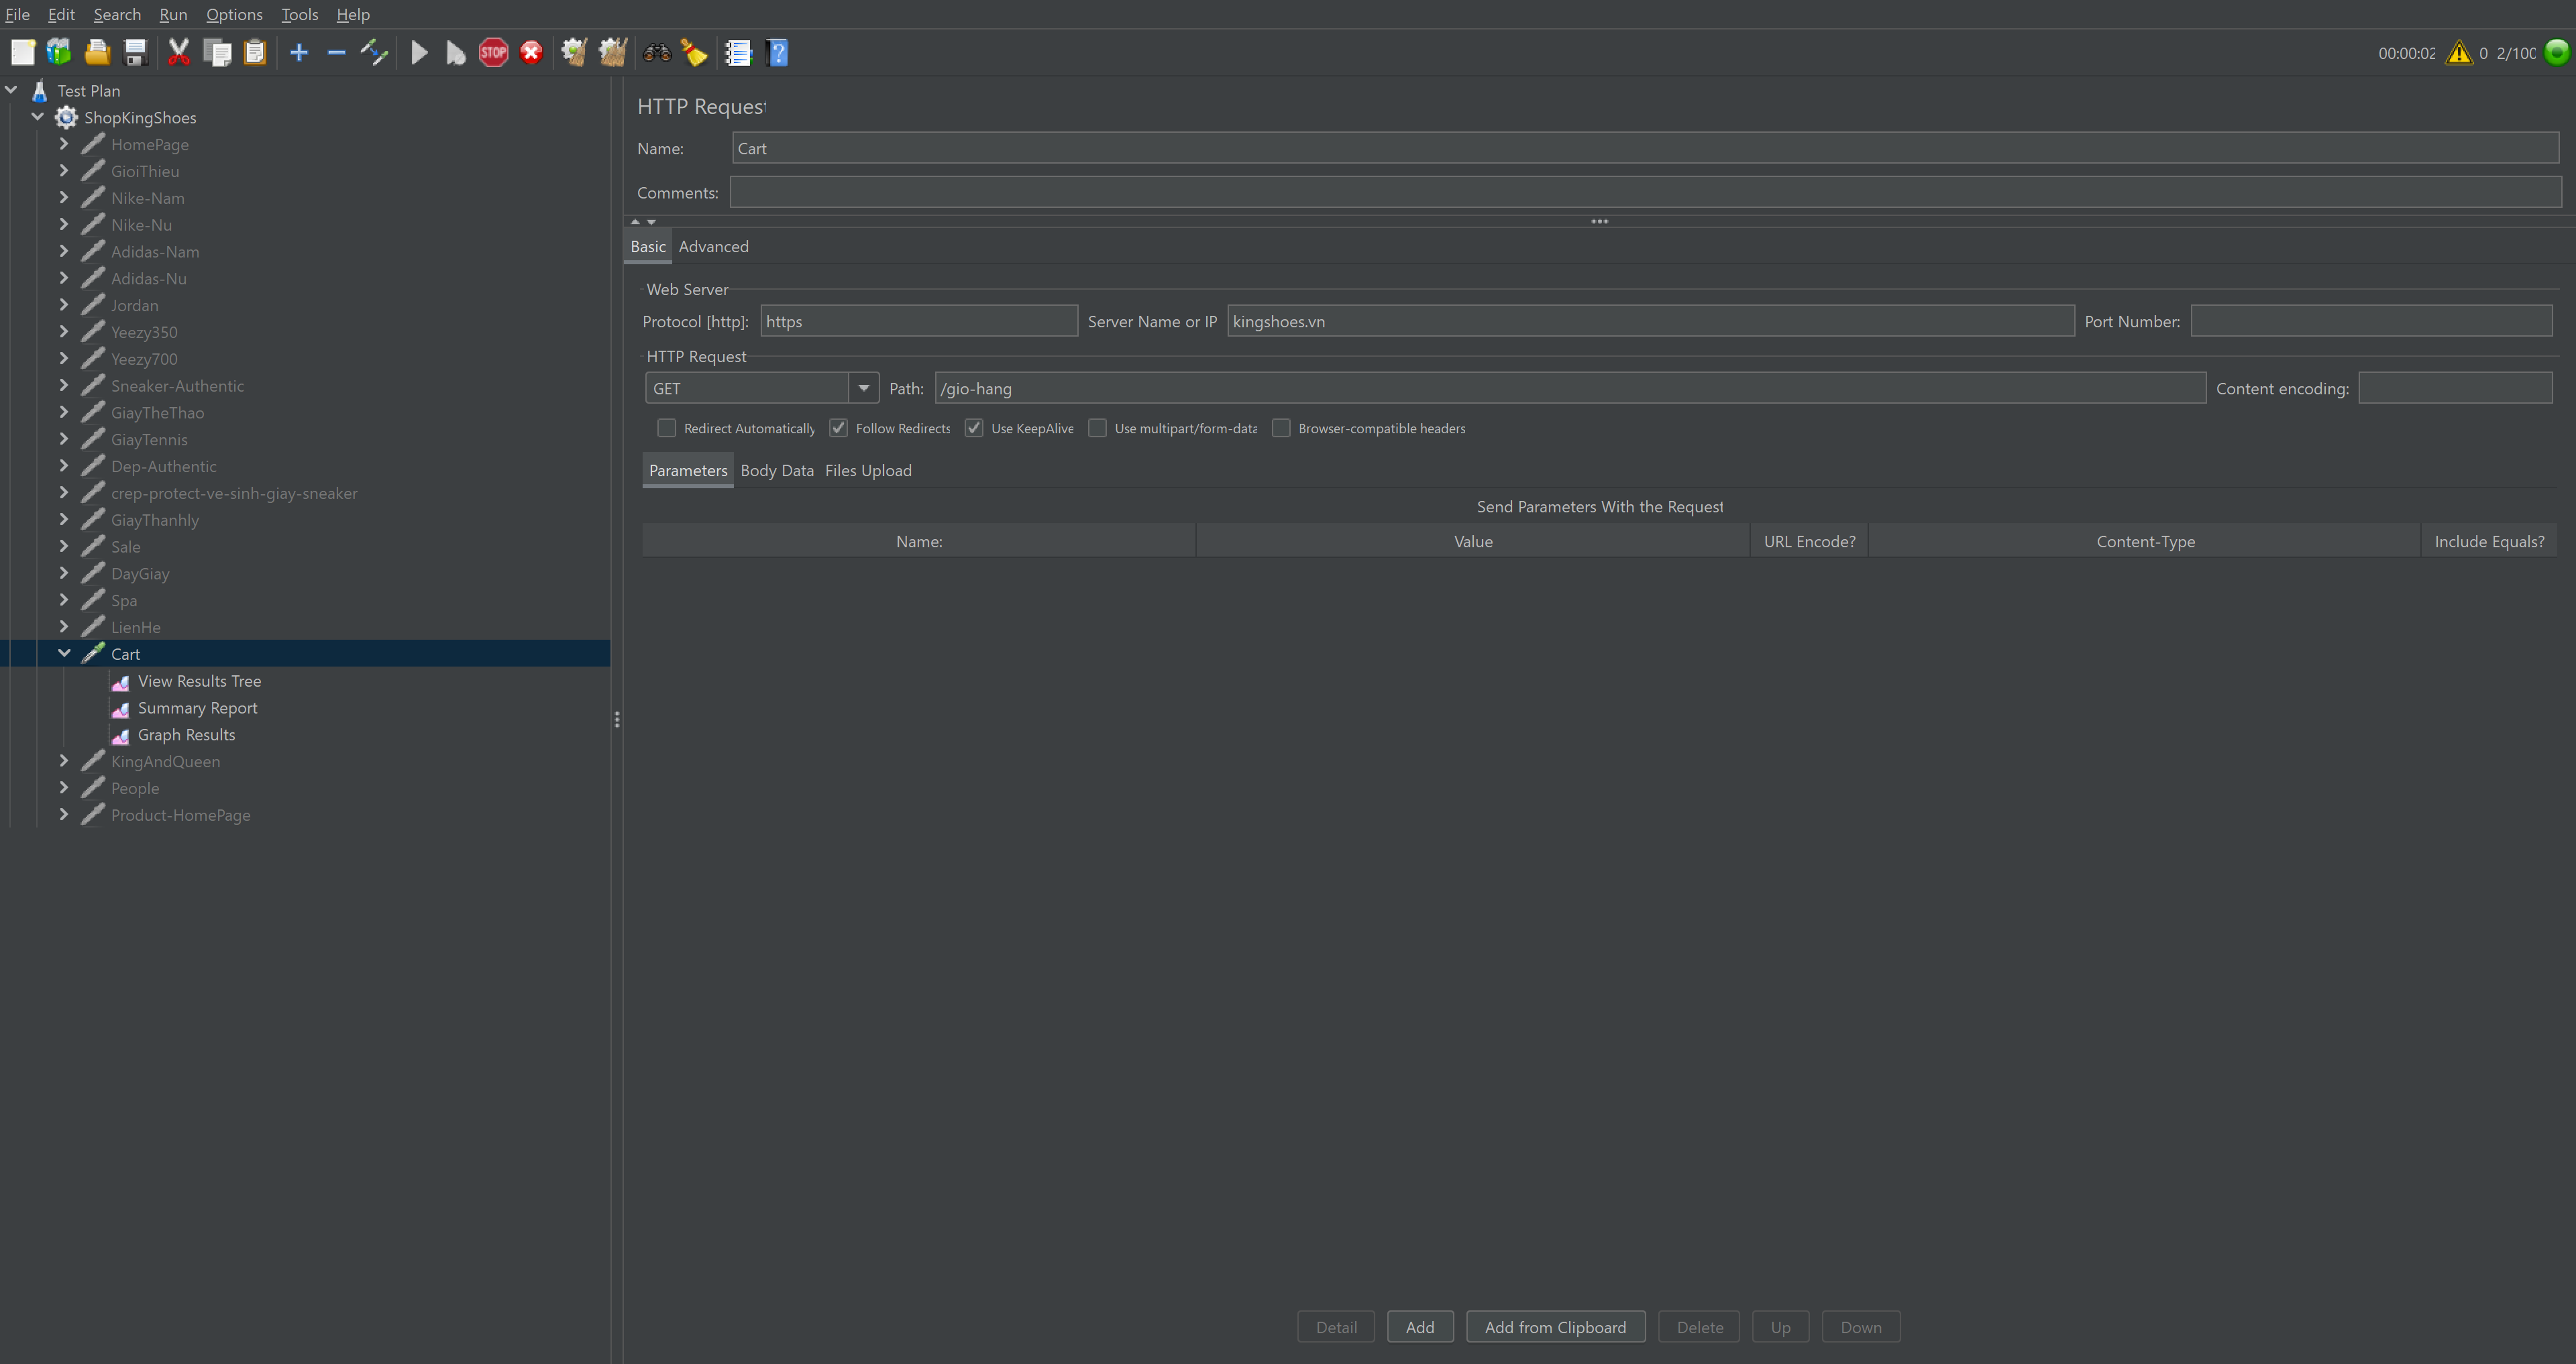 File Edit Search Run Options Tools Help
STOP
00:00:02 0 2/100
Test Plan
ShopKingShoes
HomePage
GioiThieu
Nike-Nam
Nike-Nu
Adidas-Nam
Adidas-Nu
Jordan
Yeezy350
Yeezy700
Sneaker-Authentic
GiayTheThao
GiayTennis
Dep-Authentic
crep-protect-ve-sinh-giay-sneaker
GiayThanhly
Sale
DayGiay
Spa
LienHe
Cart
View Results Tree
Summary Report
Graph Results
KingAndQueen
People
Product-HomePage
HTTP Request
Name: Cart
Comments:
Basic Advanced
Web Server
Protocol [http]: https Server Name or IP kingshoes.vn Port Number:
HTTP Request
GET Path: /gio-hang Content encoding:
Redirect Automatically Follow Redirects Use KeepAlive Use multipart/form-data Browser-compatible headers
Parameters Body Data Files Upload
Send Parameters With the Request
Name: Value URL Encode? Content-Type Include Equals?
Detail Add Add from Clipboard Delete Up Down